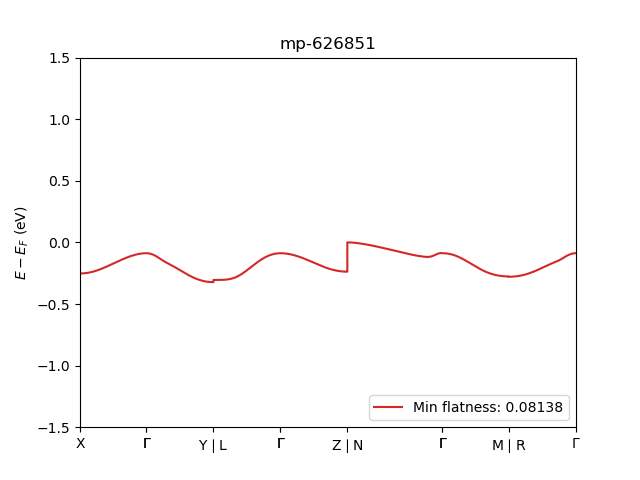 mp-626851
E − E_F (eV)
1.5
1.0
0.5
0.0
−0.5
−1.0
−1.5
Min flatness: 0.08138
X Γ Y | L Γ Z | N Γ M | R Γ